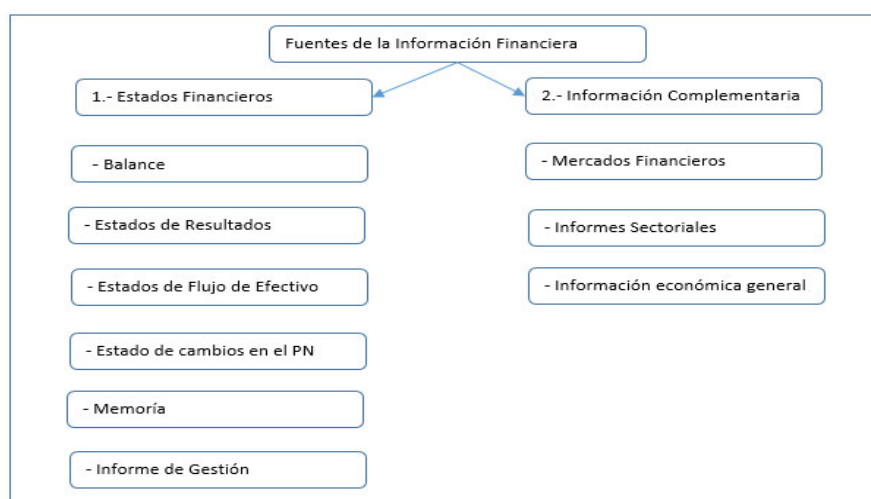 Fuentes de la Información Financiera
1.- Estados Financieros
- Balance
- Estados de Resultados
- Estados de Flujo de Efectivo
- Estado de cambios en el PN
- Memoría
- Informe de Gestión
2.- Información Complementaria
- Mercados Financieros
- Informes Sectoriales
- Información económica general